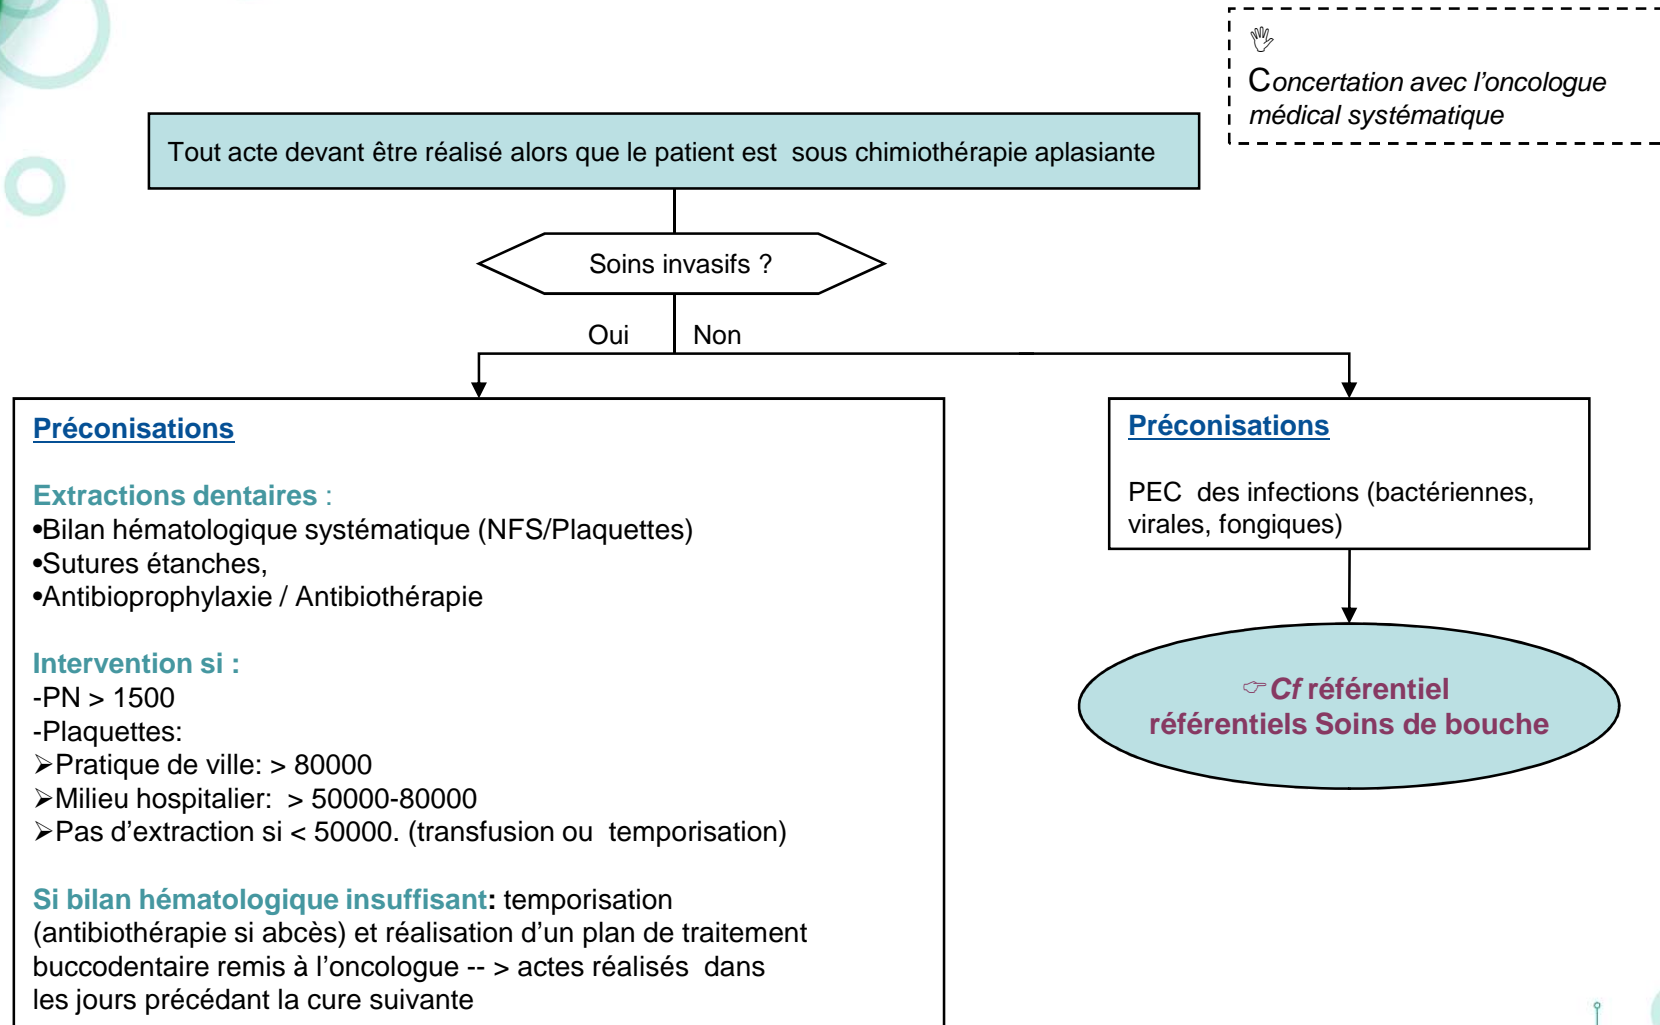 🖐
Concertation avec l'oncologue
médical systématique
Tout acte devant être réalisé alors que le patient est sous chimiothérapie aplasiante
Soins invasifs ?
Oui
Non
Préconisations
Extractions dentaires :
•Bilan hématologique systématique (NFS/Plaquettes)
•Sutures étanches,
•Antibioprophylaxie / Antibiothérapie
Intervention si :
-PN > 1500
-Plaquettes:
➢Pratique de ville: > 80000
➢Milieu hospitalier: > 50000-80000
➢Pas d'extraction si < 50000. (transfusion ou temporisation)
Si bilan hématologique insuffisant: temporisation
(antibiothérapie si abcès) et réalisation d'un plan de traitement
buccodentaire remis à l'oncologue -- > actes réalisés dans
les jours précédant la cure suivante
Préconisations
PEC des infections (bactériennes,
virales, fongiques)
☞Cf référentiel
référentiels Soins de bouche